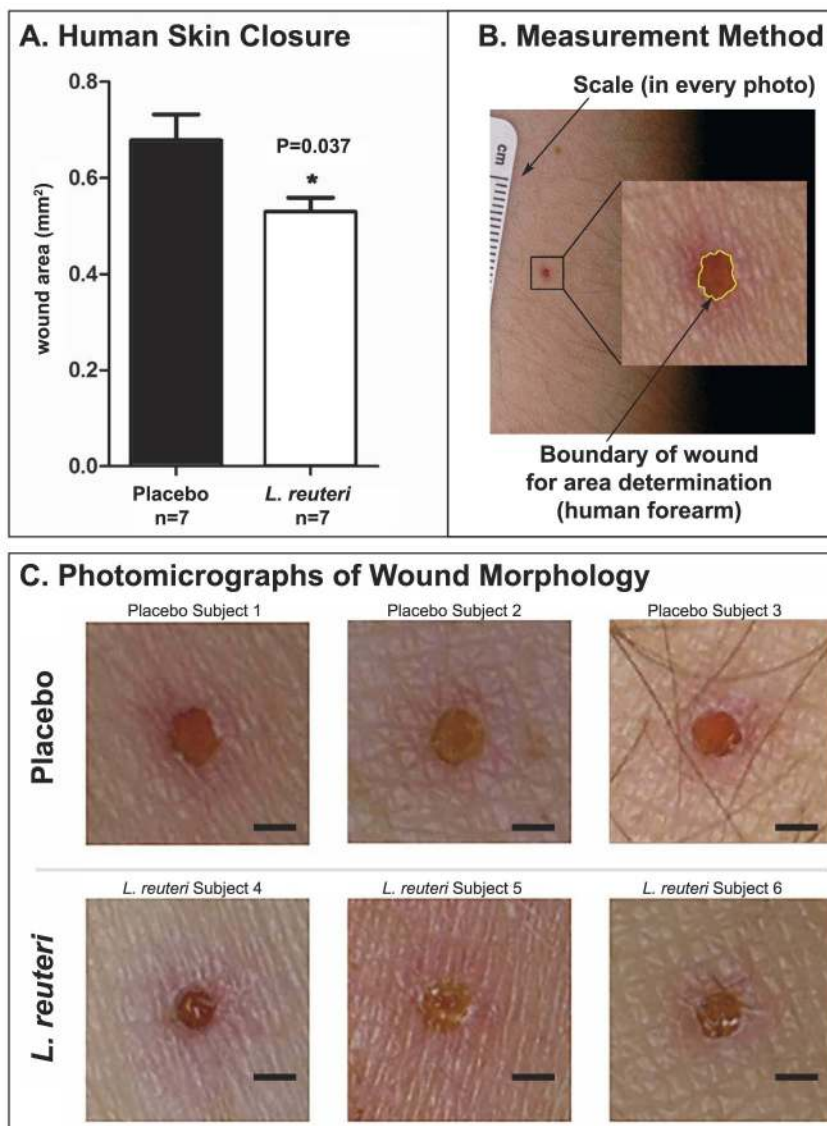 A. Human Skin Closure
0.8
0.6
0.4
0.2
0.0
wound area (mm²)
P=0.037
*
Placebo
n=7
L. reuteri
n=7
B. Measurement Method
Scale (in every photo)
cm
Boundary of wound
for area determination
(human forearm)
C. Photomicrographs of Wound Morphology
Placebo
Placebo Subject 1
Placebo Subject 2
Placebo Subject 3
L. reuteri
L. reuteri Subject 4
L. reuteri Subject 5
L. reuteri Subject 6